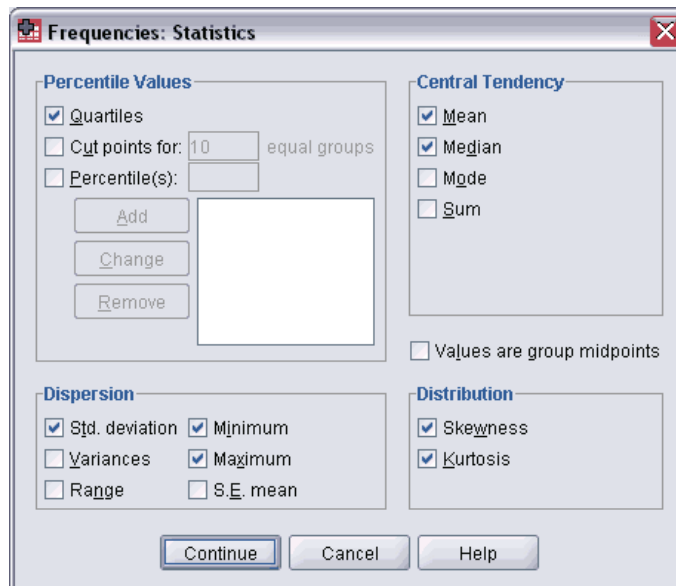 Frequencies: Statistics
Percentile Values
Quartiles
Cut points for: 10 equal groups
Percentile(s):
Add
Change
Remove
Central Tendency
Mean
Median
Mode
Sum
Values are group midpoints
Dispersion
Std. deviation Minimum
Variances Maximum
Range S.E. mean
Distribution
Skewness
Kurtosis
Continue Cancel Help